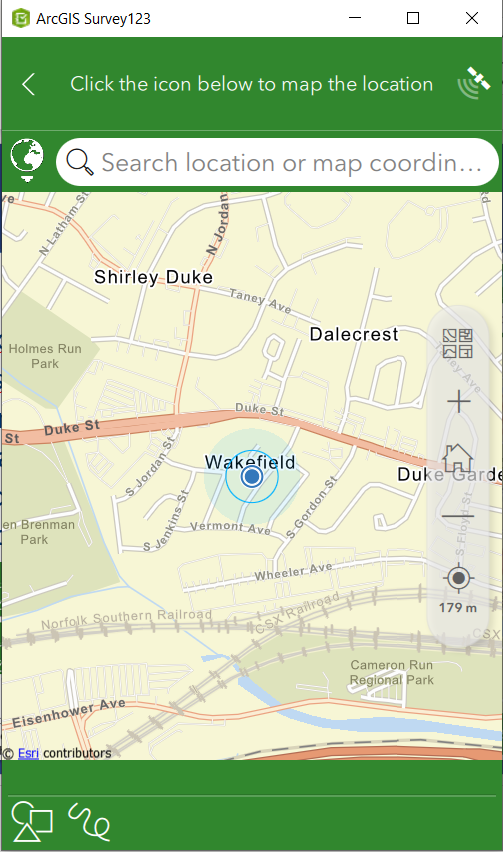 ArcGIS Survey123
Click the icon below to map the location
Search location or map coordin...
Rd
N Latham St
N Jordan
Shirley Duke
Taney Ave
Dalecrest
Holmes Run
Park
Duke St
Duke St
St
S Jordan St
Wakefield
Duke Garde
S Jenkins St
S Gordon St
Vermont Ave
S Floyd St
en Brenman
Park
Wheeler Ave
179 m
Norfolk Southern Railroad
CSX Railroad
CSX
Cameron Run
Regional Park
Eisenhower Ave
© Esri contributors